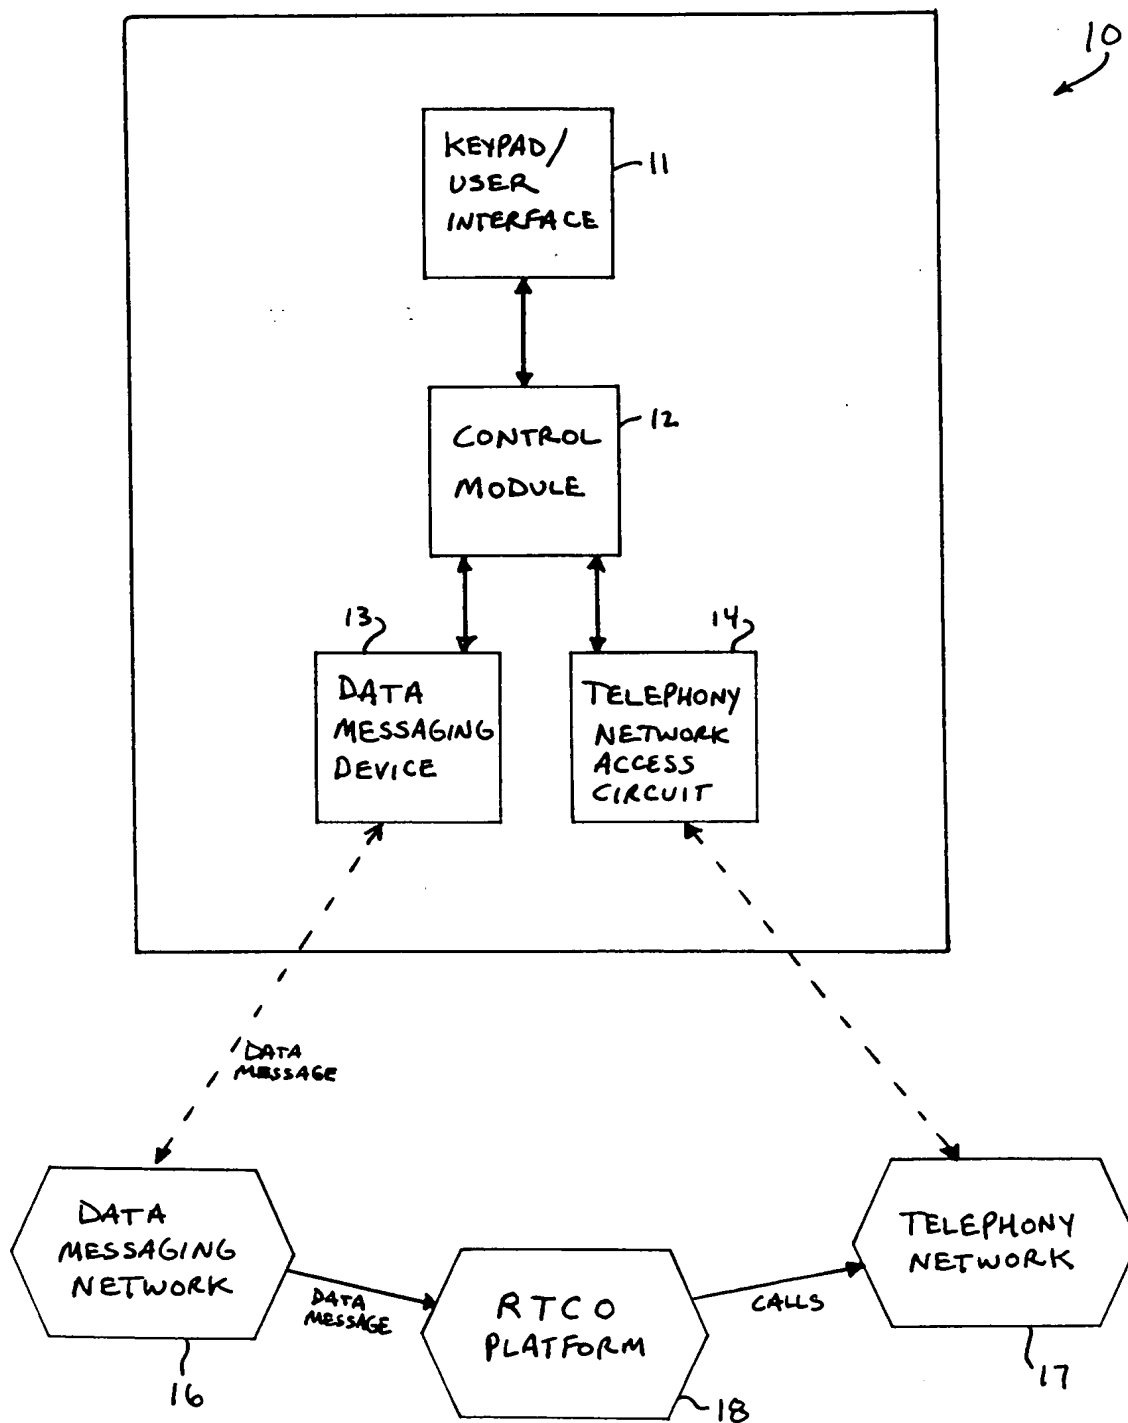 10
KEYPAD/
USER
INTERFACE
11
CONTROL
MODULE
12
13
DATA
MESSAGING
DEVICE
14
TELEPHONY
NETWORK
ACCESS
CIRCUIT
DATA
MESSAGE
DATA
MESSAGING
NETWORK
16
DATA
MESSAGE
RTCO
PLATFORM
18
CALLS
TELEPHONY
NETWORK
17